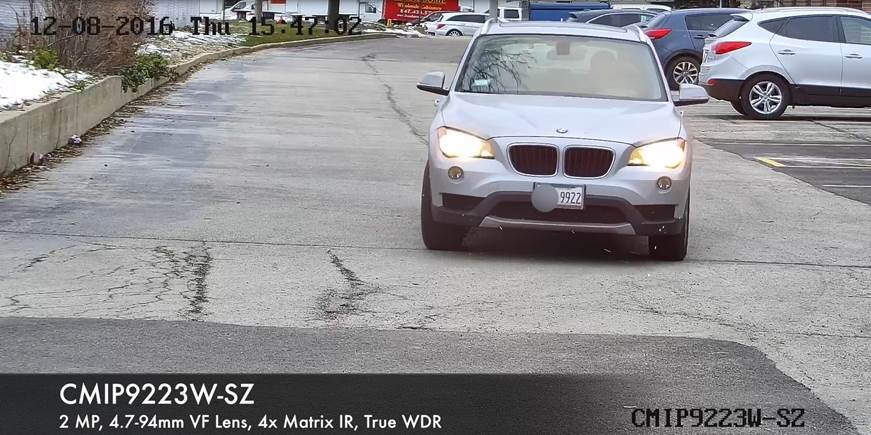 12-08-2016 Thu 15:47:02
9922
CMIP9223W-SZ
2 MP, 4.7-94mm VF Lens, 4x Matrix IR, True WDR
CMIP9223W-SZ